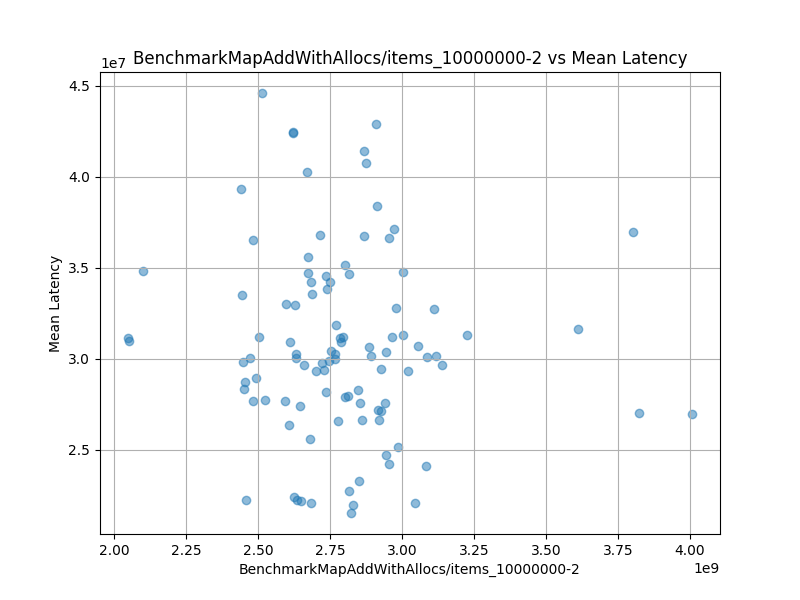 BenchmarkMapAddWithAllocs/items_10000000-2 vs Mean Latency
1e7
4.5
4.0
3.5
3.0
2.5
Mean Latency
2.00 2.25 2.50 2.75 3.00 3.25 3.50 3.75 4.00
BenchmarkMapAddWithAllocs/items_10000000-2
1e9